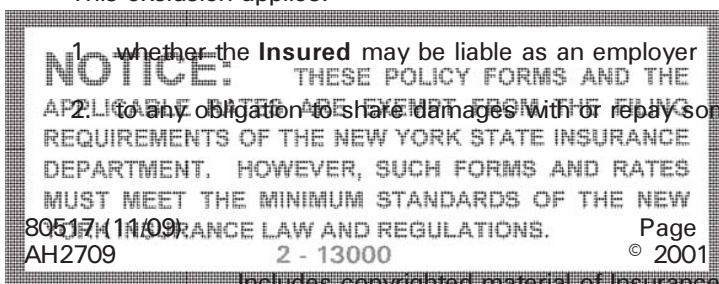 This exclusion applies:
1. whether the Insured may be liable as an employer
NOTICE: THESE POLICY FORMS AND THE
2. to any obligation to share damages with or repay
APPLICABLE RATES ARE EXEMPT FROM THE FILING
REQUIREMENTS OF THE NEW YORK STATE INSURANCE
DEPARTMENT. HOWEVER, SUCH FORMS AND RATES
MUST MEET THE MINIMUM STANDARDS OF THE NEW
YORK INSURANCE LAW AND REGULATIONS.
80517 (11/09) Page
AH2709 2 - 13000 © 2001
Includes copyrighted material of Insurance